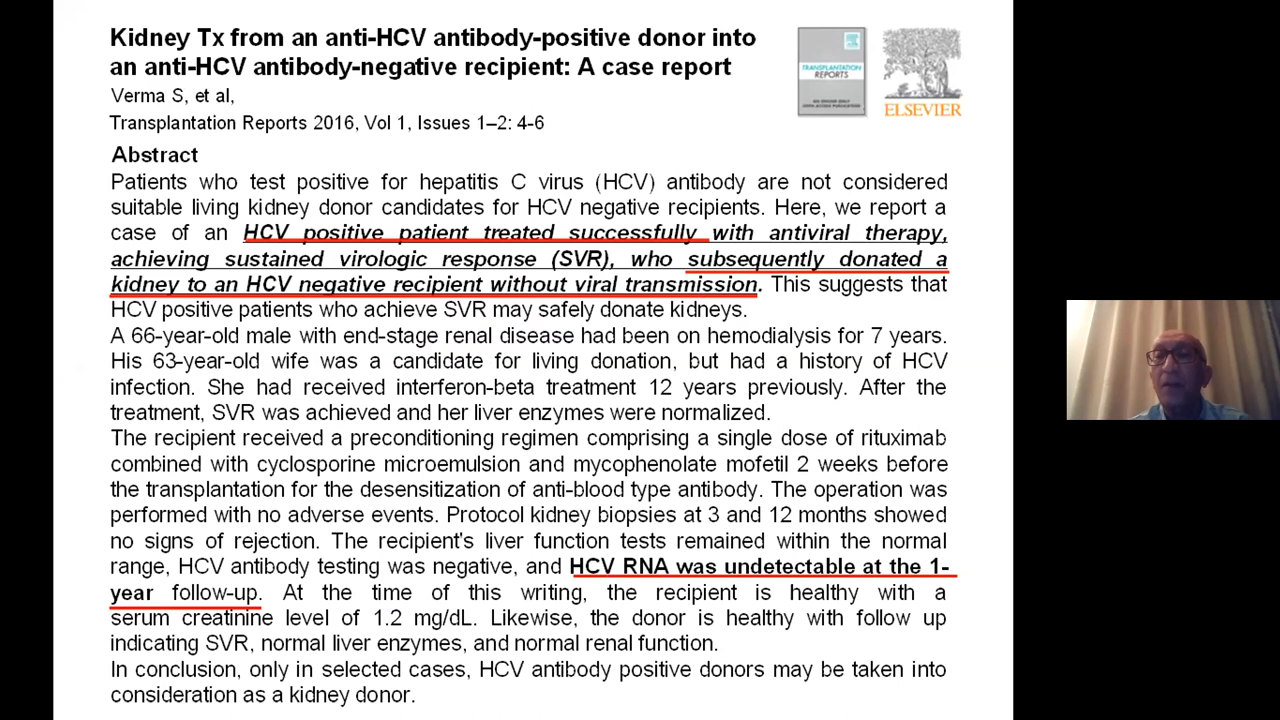 Kidney Tx from an anti-HCV antibody-positive donor into
an anti-HCV antibody-negative recipient: A case report
Verma S, et al,
Transplantation Reports 2016, Vol 1, Issues 1–2: 4-6
TRANSPLANTATION
REPORTS
ELSEVIER
Abstract
Patients who test positive for hepatitis C virus (HCV) antibody are not considered
suitable living kidney donor candidates for HCV negative recipients. Here, we report a
case of an HCV positive patient treated successfully with antiviral therapy,
achieving sustained virologic response (SVR), who subsequently donated a
kidney to an HCV negative recipient without viral transmission. This suggests that
HCV positive patients who achieve SVR may safely donate kidneys.
A 66-year-old male with end-stage renal disease had been on hemodialysis for 7 years.
His 63-year-old wife was a candidate for living donation, but had a history of HCV
infection. She had received interferon-beta treatment 12 years previously. After the
treatment, SVR was achieved and her liver enzymes were normalized.
The recipient received a preconditioning regimen comprising a single dose of rituximab
combined with cyclosporine microemulsion and mycophenolate mofetil 2 weeks before
the transplantation for the desensitization of anti-blood type antibody. The operation was
performed with no adverse events. Protocol kidney biopsies at 3 and 12 months showed
no signs of rejection. The recipient's liver function tests remained within the normal
range, HCV antibody testing was negative, and HCV RNA was undetectable at the 1-
year follow-up. At the time of this writing, the recipient is healthy with a
serum creatinine level of 1.2 mg/dL. Likewise, the donor is healthy with follow up
indicating SVR, normal liver enzymes, and normal renal function.
In conclusion, only in selected cases, HCV antibody positive donors may be taken into
consideration as a kidney donor.